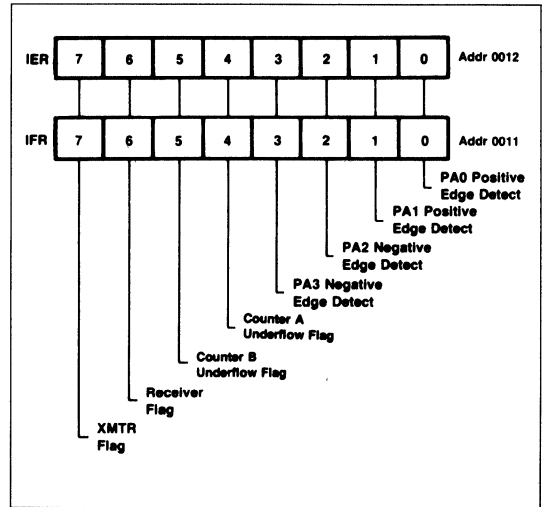 IER 7 6 5 4 3 2 1 0 Addr 0012
IFR 7 6 5 4 3 2 1 0 Addr 0011
PA0 Positive
Edge Detect
PA1 Positive
Edge Detect
PA2 Negative
Edge Detect
PA3 Negative
Edge Detect
Counter A
Underflow Flag
Counter B
Underflow Flag
Receiver
Flag
XMTR
Flag